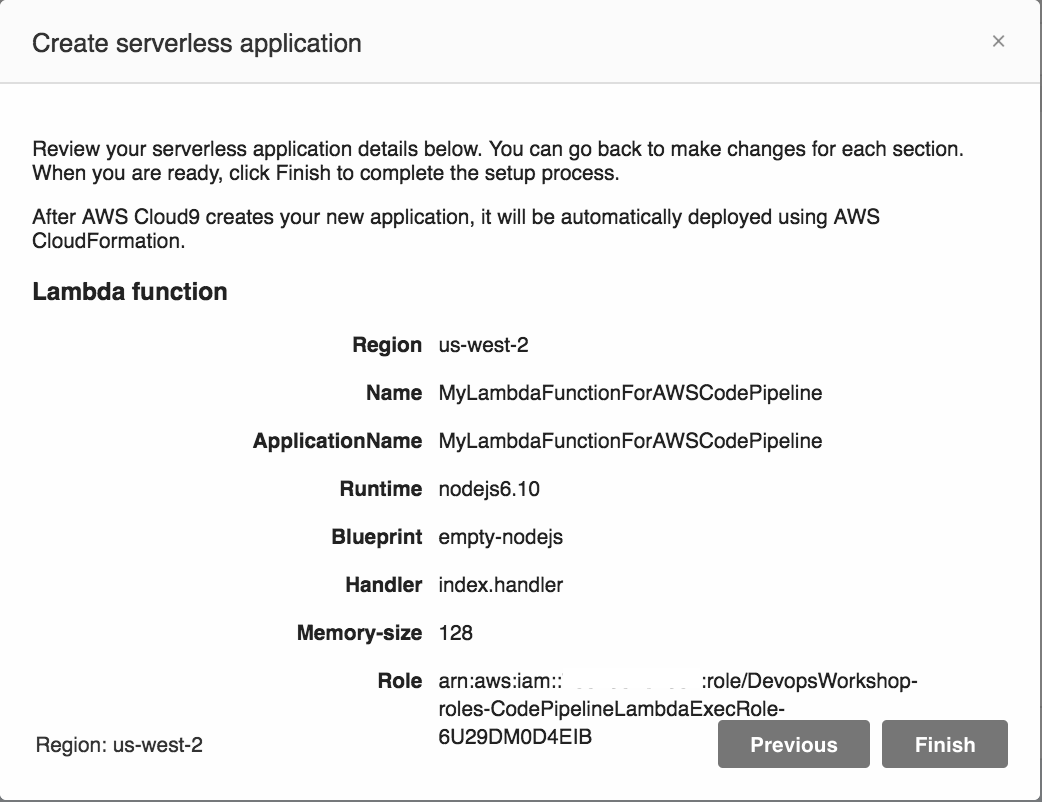 Create serverless application ×
Review your serverless application details below. You can go back to make changes for each section.
When you are ready, click Finish to complete the setup process.
After AWS Cloud9 creates your new application, it will be automatically deployed using AWS
CloudFormation.
Lambda function
Region us-west-2
Name MyLambdaFunctionForAWSCodePipeline
ApplicationName MyLambdaFunctionForAWSCodePipeline
Runtime nodejs6.10
Blueprint empty-nodejs
Handler index.handler
Memory-size 128
Role arn:aws:iam:: :role/DevopsWorkshop-
roles-CodePipelineLambdaExecRole-
6U29DM0D4EIB
Region: us-west-2
Previous
Finish